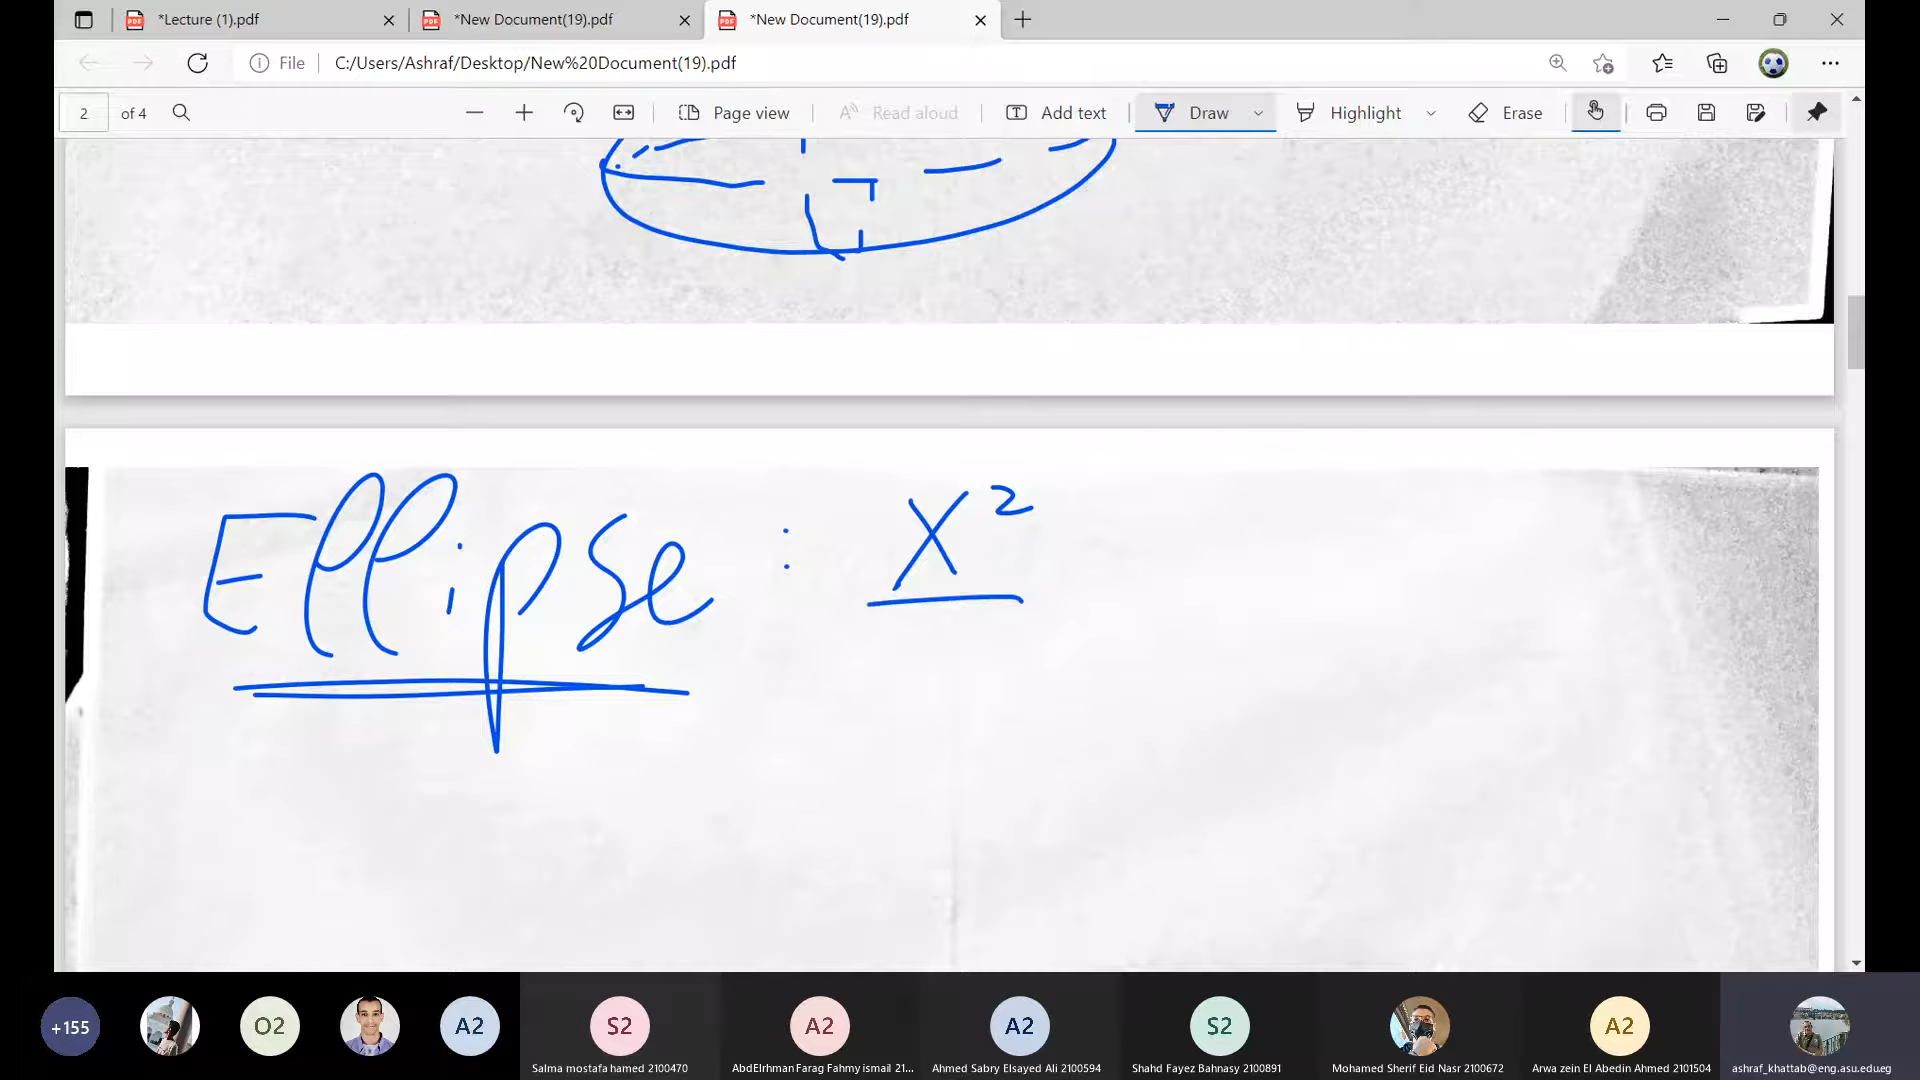 *Lecture (1).pdf
*New Document(19).pdf
*New Document(19).pdf
File
C:/Users/Ashraf/Desktop/New%20Document(19).pdf
2 of 4
Page view
Read aloud
Add text
Draw
Highlight
Erase
Ellipse : X²
+155
O2
A2
S2
A2
A2
S2
A2
Salma mostafa hamed 2100470
AbdElrhman Farag Fahmy ismail 21...
Ahmed Sabry Elsayed Ali 2100594
Shahd Fayez Bahnasy 2100891
Mohamed Sherif Eid Nasr 2100672
Arwa zein El Abedin Ahmed 2101504
ashraf_khattab@eng.asu.edu.eg